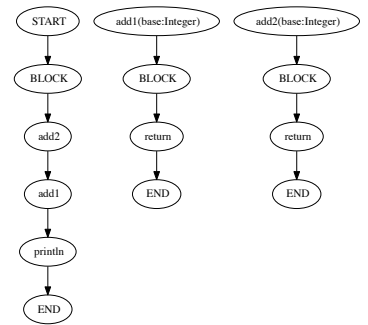 START
BLOCK
add2
add1
println
END
add1(base:Integer)
BLOCK
return
END
add2(base:Integer)
BLOCK
return
END